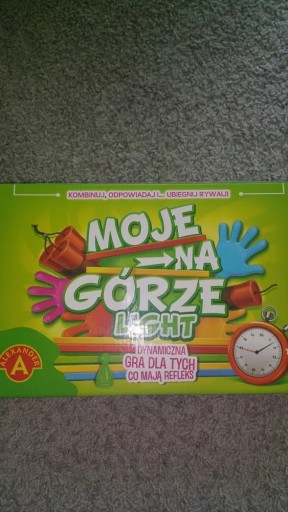 KOMBINUJ, ODPOWIADAJ I... UBIEGNIJ RYWALI!
MOJE
NA
GÓRZE
LIGHT
DYNAMICZNA
GRA DLA TYCH
CO MAJĄ REFLEKS
ALEXANDER
A